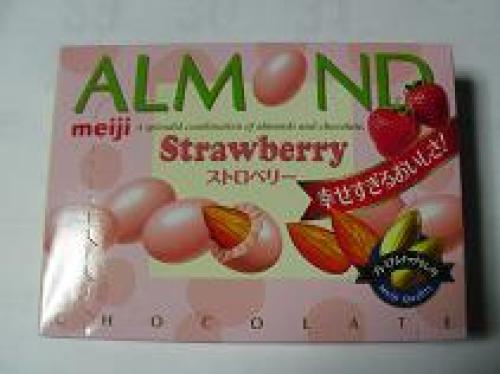 ALMOND
meiji
A splendid combination of almonds and chocolate.
Strawberry
ストロベリー
幸せすぎるおいしさ!
CHOCOLATE